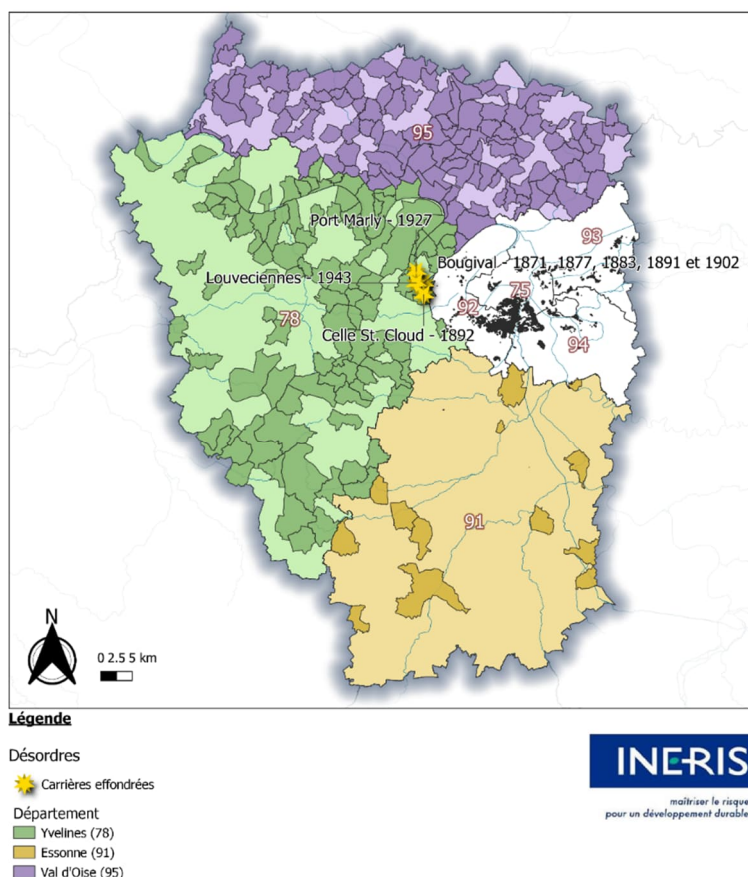 95
Port Marly - 1927
93
Bougival - 1871, 1877, 1883, 1891 et 1902
Louveciennes - 1943
75
92
78
Celle St. Cloud - 1892
94
91
N
0 2.5 5 km
Légende
Désordres
Carrières effondrées
Département
Yvelines (78)
Essonne (91)
Val d'Oise (95)
INERIS
maîtriser le risque
pour un développement durable